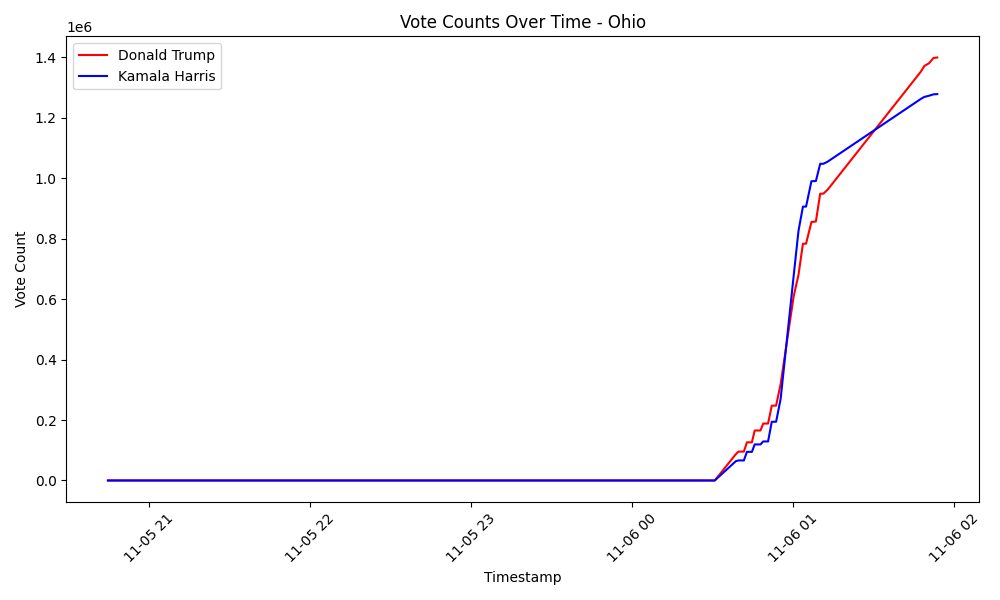 Vote Counts Over Time - Ohio
1e6
Donald Trump
Kamala Harris
1.4
1.2
1.0
0.8
0.6
0.4
0.2
0.0
Vote Count
11-05 21
11-05 22
11-05 23
11-06 00
11-06 01
11-06 02
Timestamp